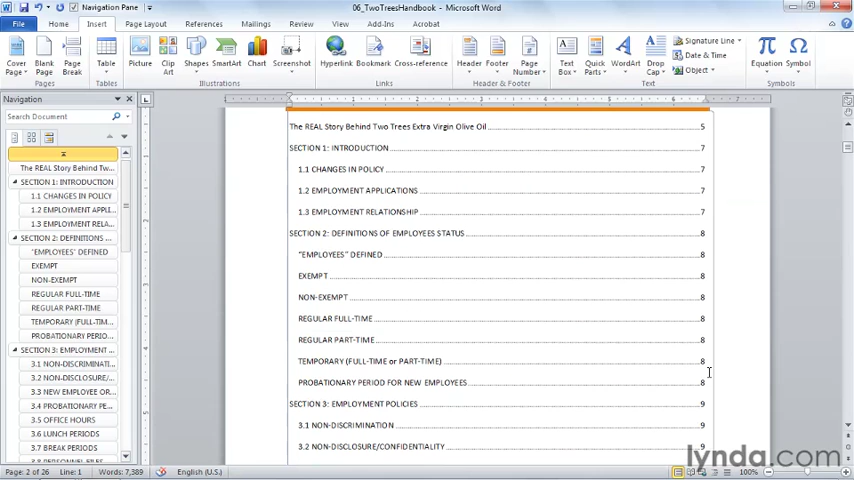 06_TwoTreesHandbook - Microsoft Word
Navigation Pane
File Home Insert Page Layout References Mailings Review View Add-Ins Acrobat
Cover Page Blank Page Page Break Table Picture Clip Art Shapes SmartArt Chart Screenshot Hyperlink Bookmark Cross-reference Header Footer Page Number Text Box Quick Parts WordArt Drop Cap Signature Line Date & Time Object Equation Symbol
Pages Tables Illustrations Links Header & Footer Text Symbols
Navigation
Search Document
The REAL Story Behind Tw...
SECTION 1: INTRODUCTION
1.1 CHANGES IN POLICY
1.2 EMPLOYMENT APPLI...
1.3 EMPLOYMENT RELA...
SECTION 2: DEFINITIONS ...
"EMPLOYEES" DEFINED
EXEMPT
NON-EXEMPT
REGULAR FULL-TIME
REGULAR PART-TIME
TEMPORARY (FULL-TIM...
PROBATIONARY PERIO...
SECTION 3: EMPLOYMENT ...
3.1 NON-DISCRIMINATI...
3.2 NON-DISCLOSURE/...
3.3 NEW EMPLOYEE OR...
3.4 PROBATIONARY PE...
3.5 OFFICE HOURS
3.6 LUNCH PERIODS
3.7 BREAK PERIODS
3.8 PERSONNEL FILES
The REAL Story Behind Two Trees Extra Virgin Olive Oil 5
SECTION 1: INTRODUCTION 7
1.1 CHANGES IN POLICY 7
1.2 EMPLOYMENT APPLICATIONS 7
1.3 EMPLOYMENT RELATIONSHIP 7
SECTION 2: DEFINITIONS OF EMPLOYEES STATUS 8
"EMPLOYEES" DEFINED 8
EXEMPT 8
NON-EXEMPT 8
REGULAR FULL-TIME 8
REGULAR PART-TIME 8
TEMPORARY (FULL-TIME or PART-TIME) 8
PROBATIONARY PERIOD FOR NEW EMPLOYEES 8
SECTION 3: EMPLOYMENT POLICIES 9
3.1 NON-DISCRIMINATION 9
3.2 NON-DISCLOSURE/CONFIDENTIALITY 9
lynda.com
Page: 2 of 26 Line: 1 Words: 7,389 English (U.S.) 100%